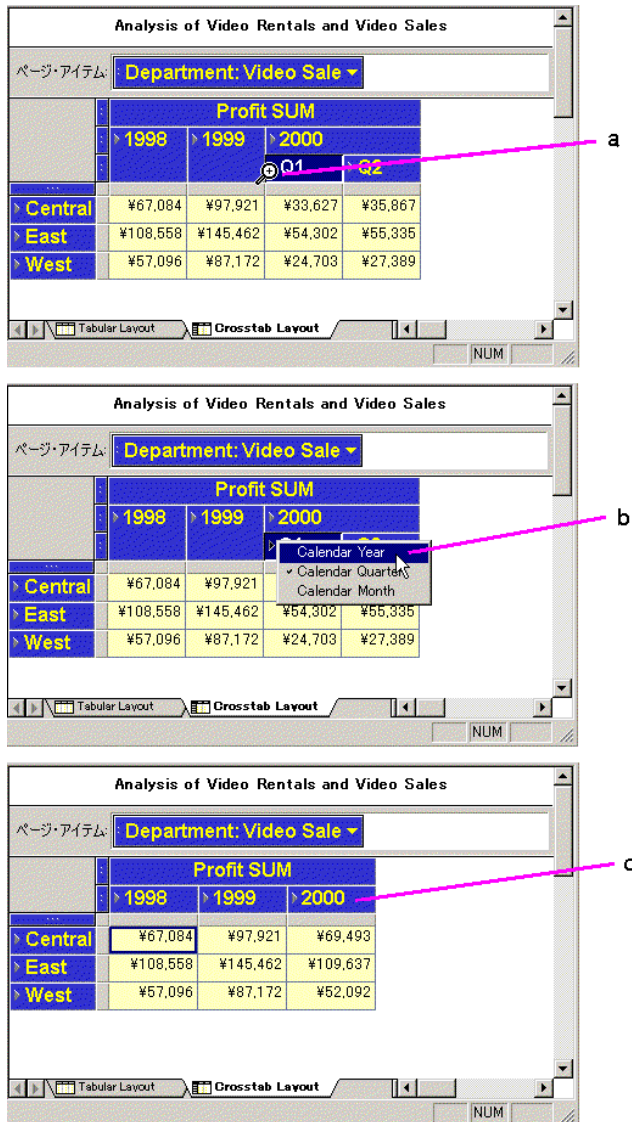 Analysis of Video Rentals and Video Sales
ページ・アイテム: Department: Video Sale
Profit SUM
1998 1999 2000
Q1 Q2
a
Central ¥67,084 ¥97,921 ¥33,627 ¥35,867
East ¥108,558 ¥145,462 ¥54,302 ¥55,335
West ¥57,096 ¥87,172 ¥24,703 ¥27,389
Tabular Layout Crosstab Layout
NUM
Analysis of Video Rentals and Video Sales
ページ・アイテム: Department: Video Sale
Profit SUM
1998 1999 2000
b
Calendar Year
Calendar Quarter
Calendar Month
Central ¥67,084 ¥97,921
East ¥108,558 ¥145,462 ¥54,302 ¥55,335
West ¥57,096 ¥87,172 ¥24,703 ¥27,389
Tabular Layout Crosstab Layout
NUM
Analysis of Video Rentals and Video Sales
ページ・アイテム: Department: Video Sale
Profit SUM
1998 1999 2000
c
Central ¥67,084 ¥97,921 ¥69,493
East ¥108,558 ¥145,462 ¥109,637
West ¥57,096 ¥87,172 ¥52,092
Tabular Layout Crosstab Layout
NUM